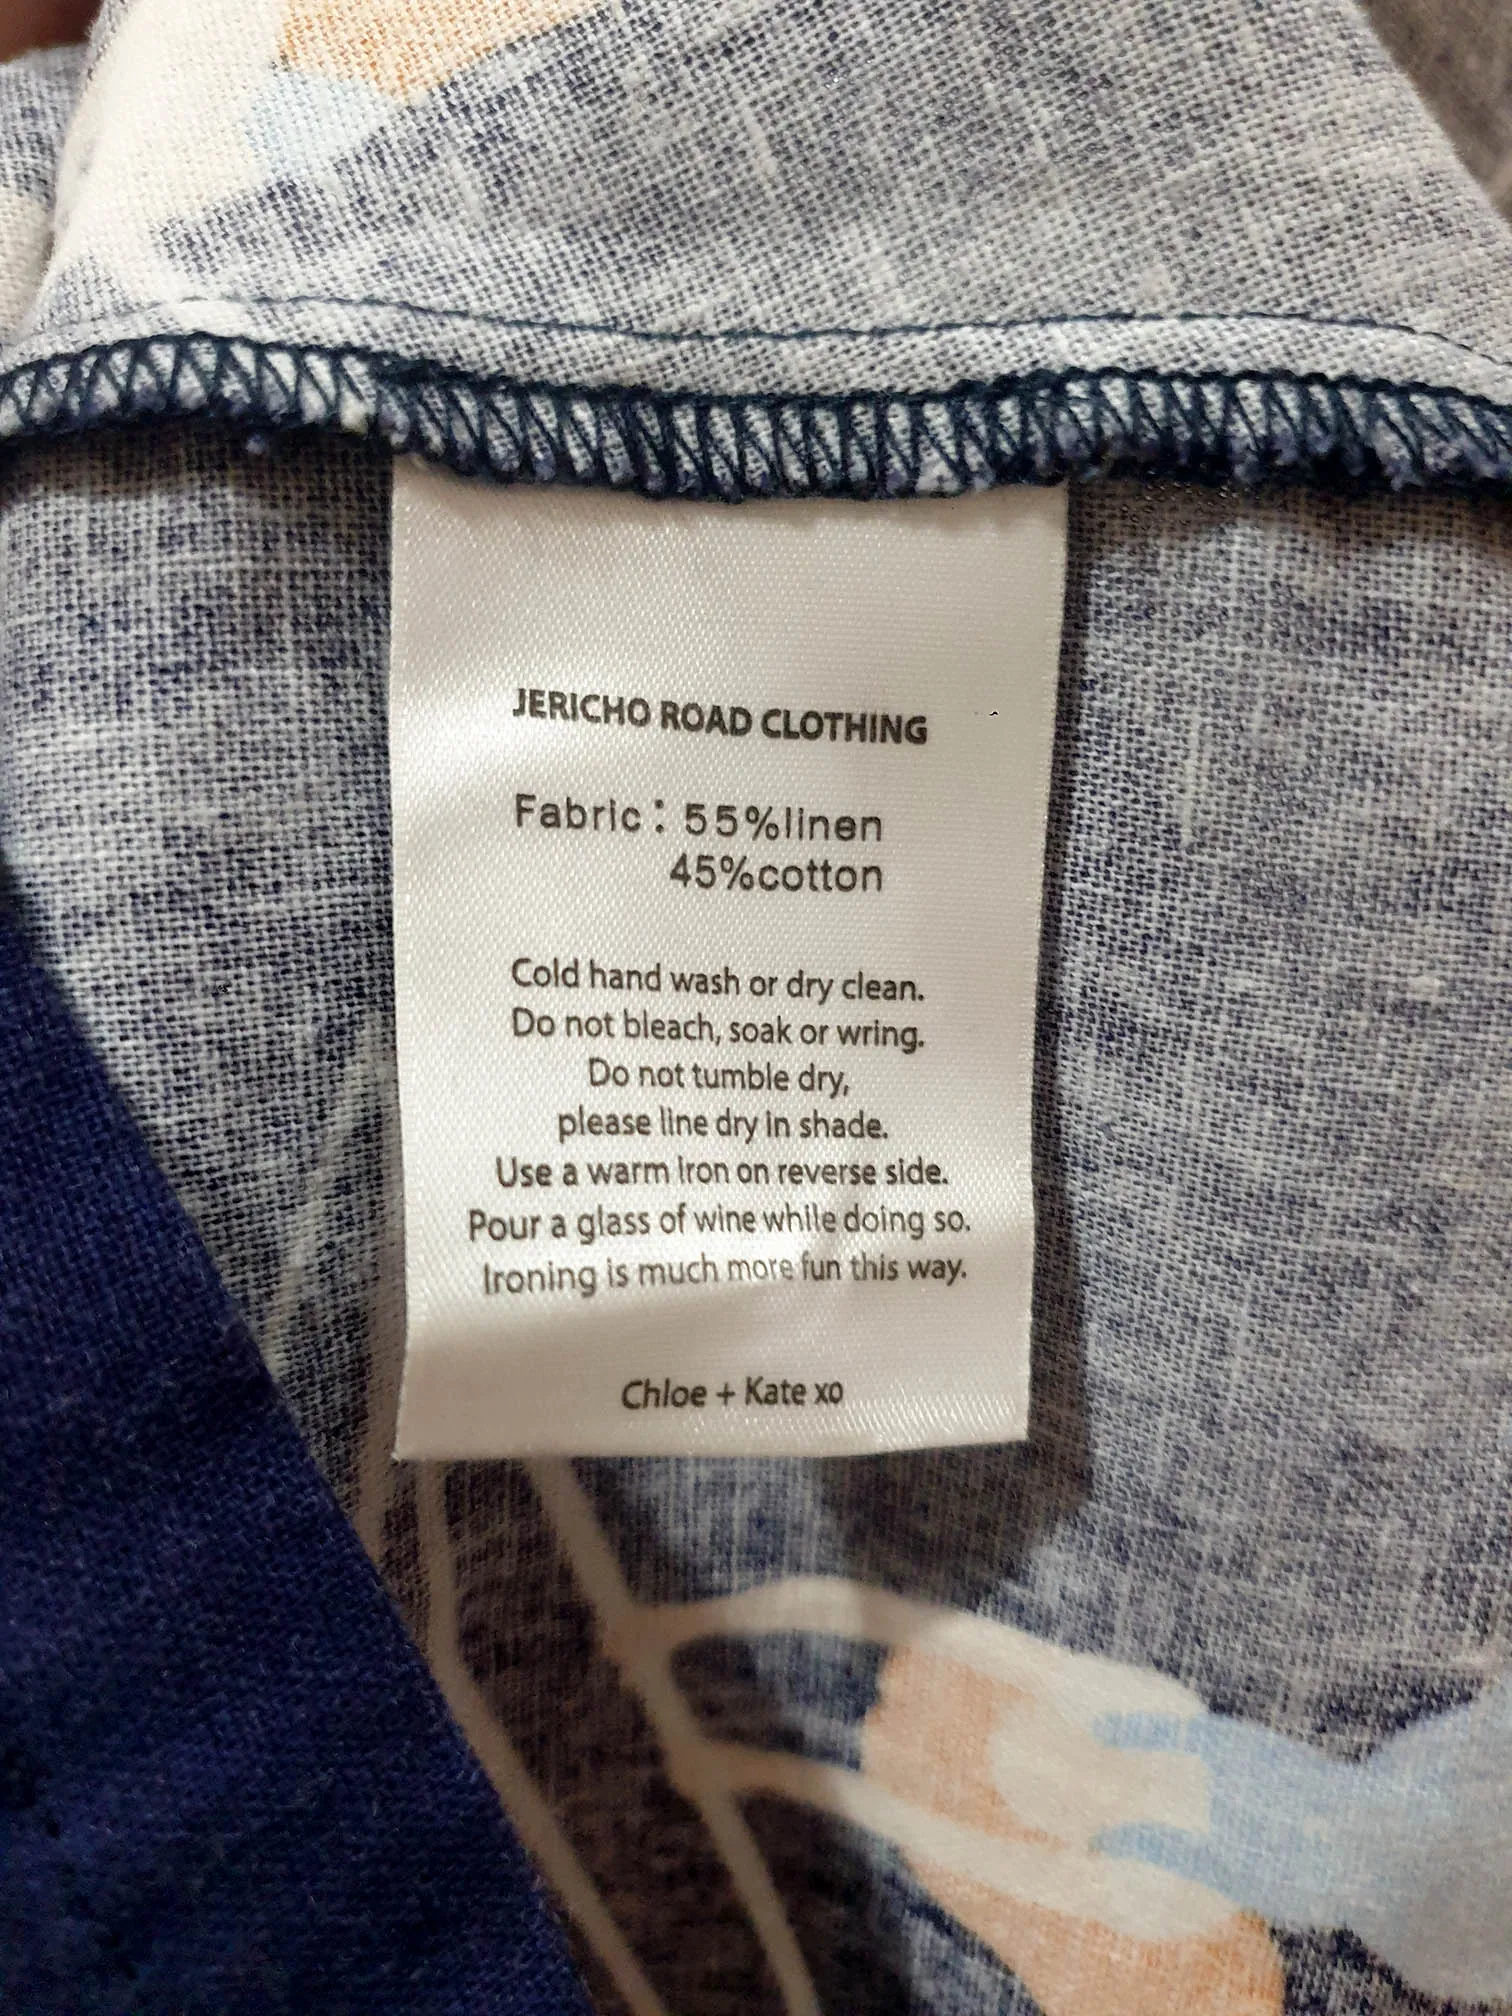 JERICHO ROAD CLOTHING
Fabric: 55%linen
45%cotton
Cold hand wash or dry clean.
Do not bleach, soak or wring.
Do not tumble dry,
please line dry in shade.
Use a warm iron on reverse side.
Pour a glass of wine while doing so.
Ironing is much more fun this way.
Chloe + Kate xo